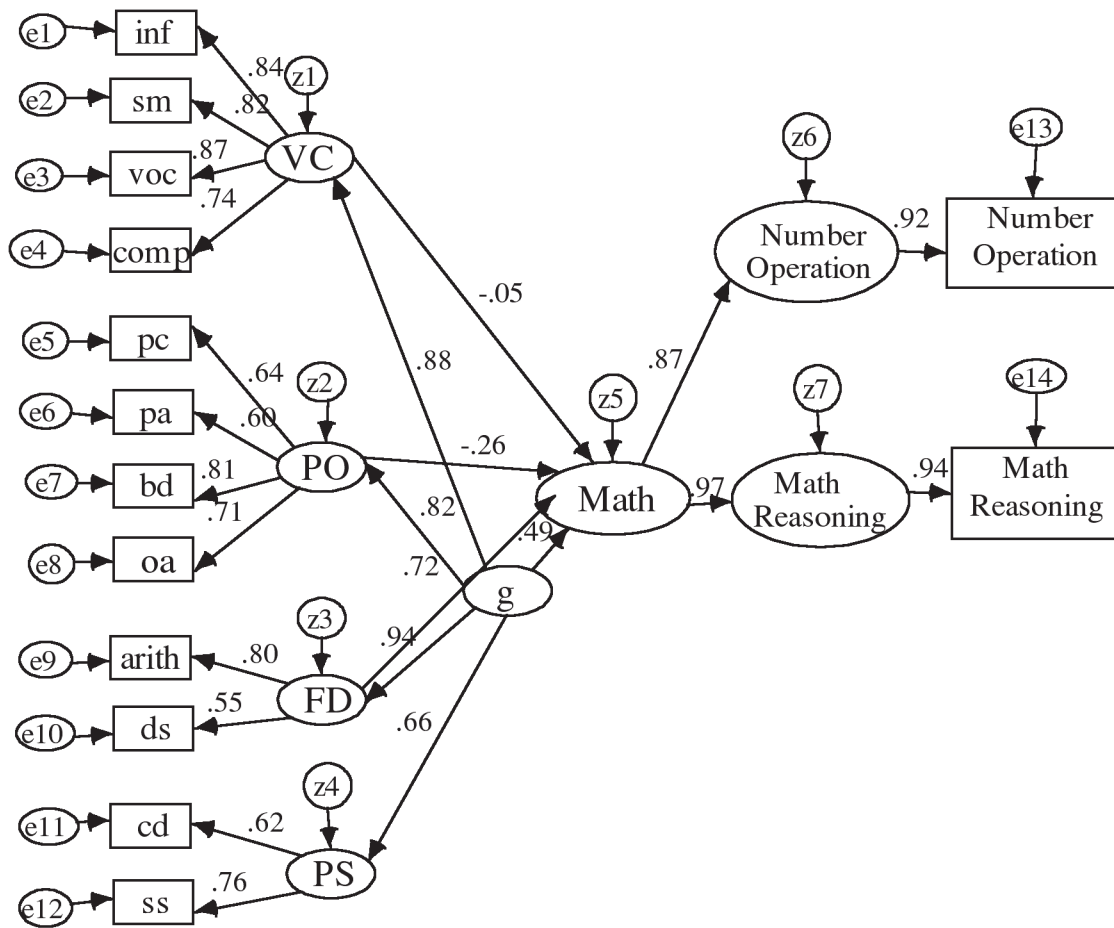 e1
inf
.84
z1
e2
sm
.82
VC
e3
voc
.87
.74
e4
comp
z6
e13
Number
Operation
.92
Number
Operation
-.05
.88
.87
e5
pc
.64
z2
e6
pa
.60
PO
-.26
e7
bd
.81
.71
e8
oa
.82
.72
z5
Math
.97
.49
g
z7
Math
Reasoning
.94
e14
Math
Reasoning
z3
.94
e9
arith
.80
FD
e10
ds
.55
.66
z4
e11
cd
.62
PS
e12
ss
.76